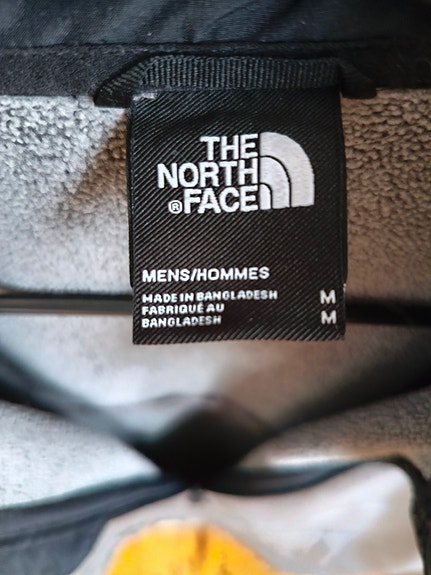 THE
NORTH
®FACE
MENS/HOMMES
MADE IN BANGLADESH M
FABRIQUÉ AU
BANGLADESH M